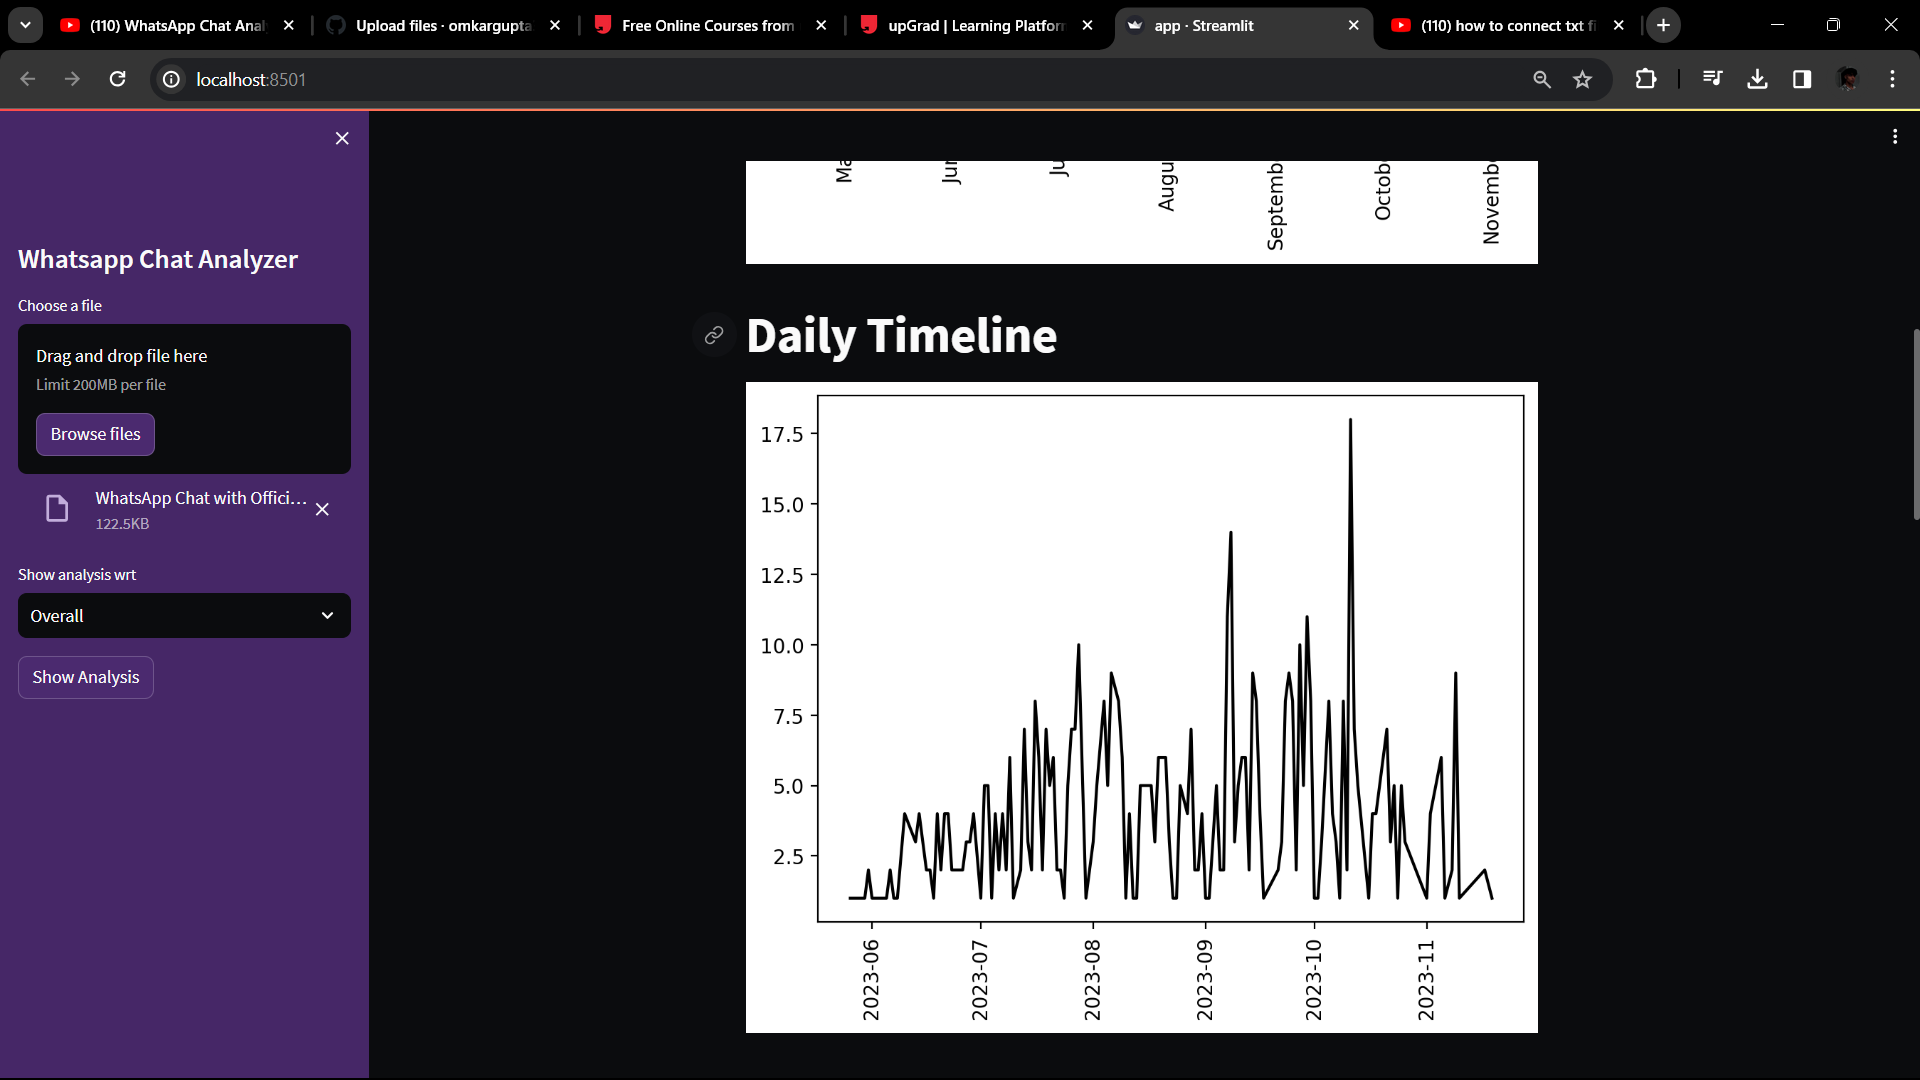 (110) WhatsApp Chat Anal
Upload files · omkargupta
Free Online Courses from
upGrad | Learning Platform
app · Streamlit
(110) how to connect txt fi
localhost:8501
Whatsapp Chat Analyzer
Choose a file
Drag and drop file here
Limit 200MB per file
Browse files
WhatsApp Chat with Offici...
122.5KB
Show analysis wrt
Overall
Show Analysis
Ma
Jun
Ju
Augu
Septemb
Octob
Novemb
Daily Timeline
17.5
15.0
12.5
10.0
7.5
5.0
2.5
2023-06
2023-07
2023-08
2023-09
2023-10
2023-11